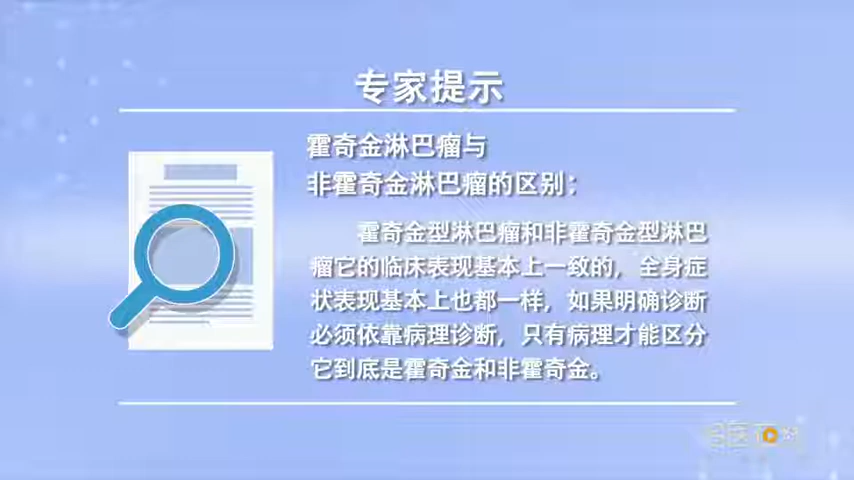 专家提示
霍奇金淋巴瘤与
非霍奇金淋巴瘤的区别；
霍奇金型淋巴瘤和非霍奇金型淋巴
瘤它的临床表现基本上一致的，全身症
状表现基本上也都一样，如果明确诊断
必须依靠病理诊断，只有病理才能区分
它到底是霍奇金和非霍奇金。